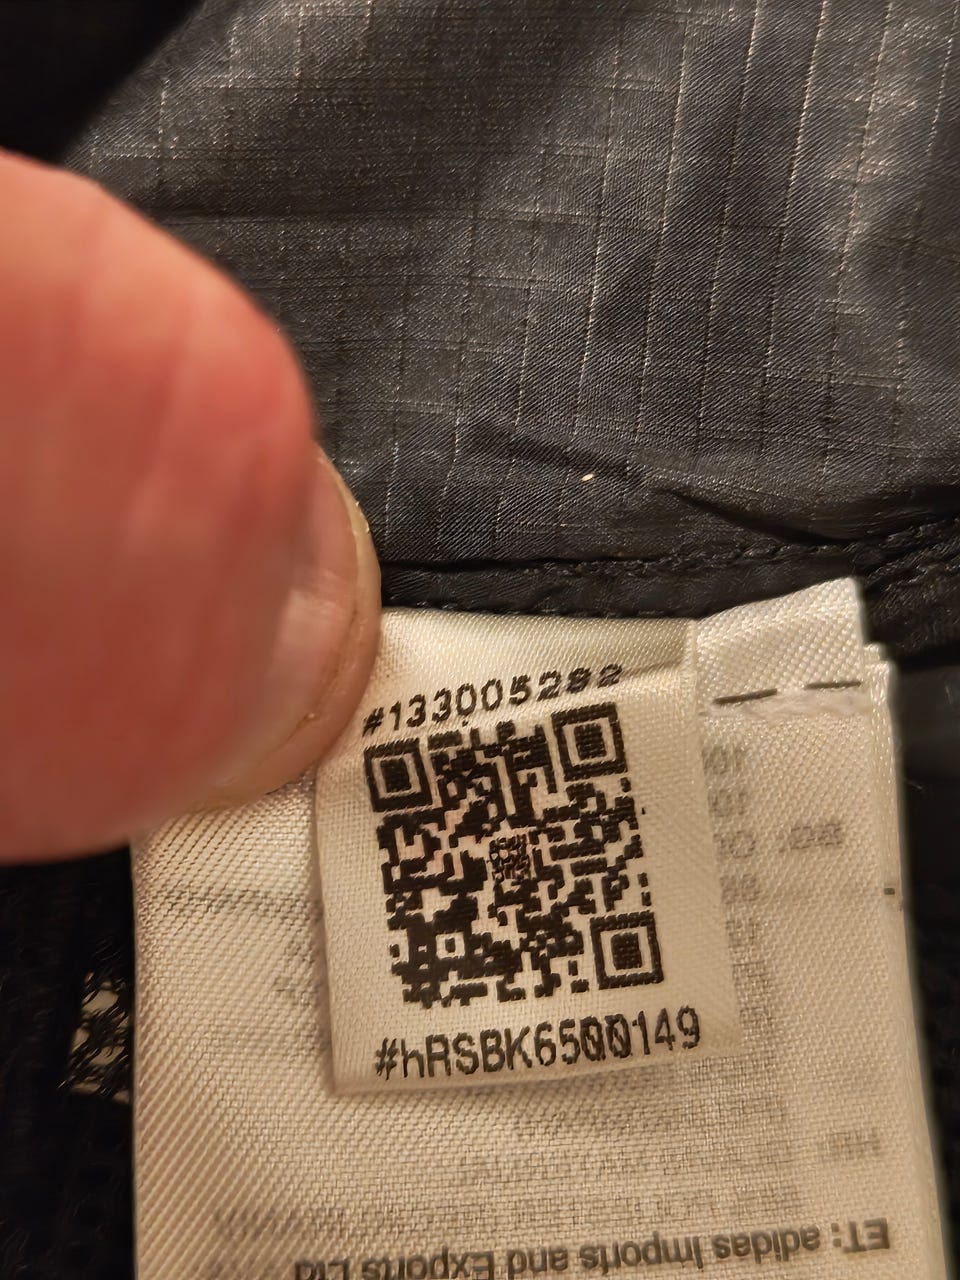 #133005282
#hRSBK6500149
ET: adidas Imports and Exports Ltd